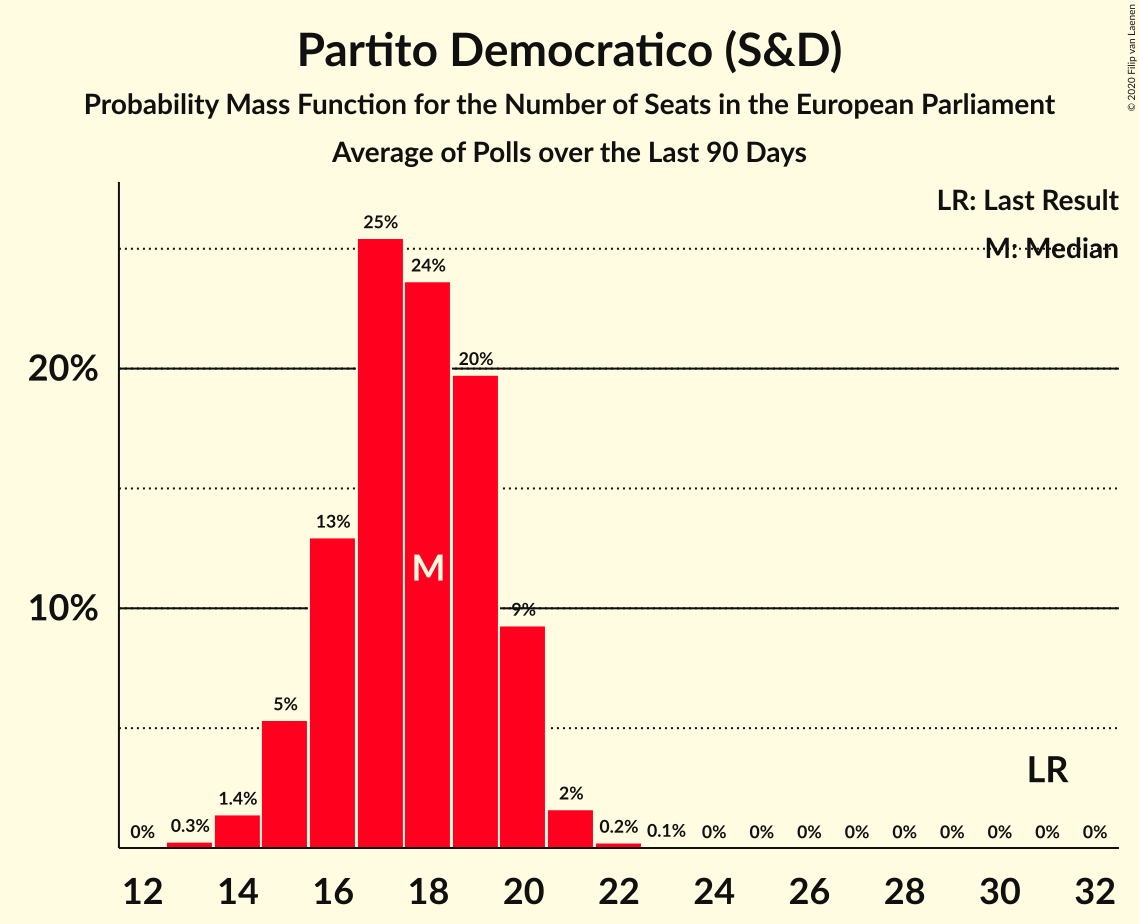 Partito Democratico (S&D)
Probability Mass Function for the Number of Seats in the European Parliament
Average of Polls over the Last 90 Days
© 2020 Filip van Laenen
LR: Last Result
M: Median
25%
24%
20%
20%
13%
M
10%
9%
5%
LR
2%
1.4%
0% 0.3% 0.2% 0.1% 0% 0% 0% 0% 0% 0% 0% 0% 0%
12 14 16 18 20 22 24 26 28 30 32